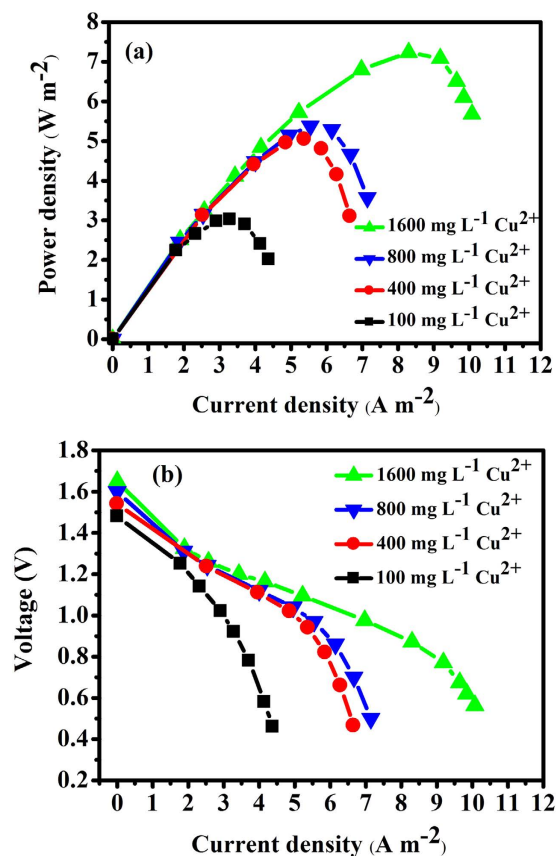 (a)
Power density (W m-2)
8
7
6
5
4
3
2
1
0
1600 mg L-1 Cu2+
800 mg L-1 Cu2+
400 mg L-1 Cu2+
100 mg L-1 Cu2+
0 1 2 3 4 5 6 7 8 9 10 11 12
Current density (A m-2)
(b)
Voltage (V)
1.8
1.6
1.4
1.2
1.0
0.8
0.6
0.4
0.2
1600 mg L-1 Cu2+
800 mg L-1 Cu2+
400 mg L-1 Cu2+
100 mg L-1 Cu2+
0 1 2 3 4 5 6 7 8 9 10 11 12
Current density (A m-2)